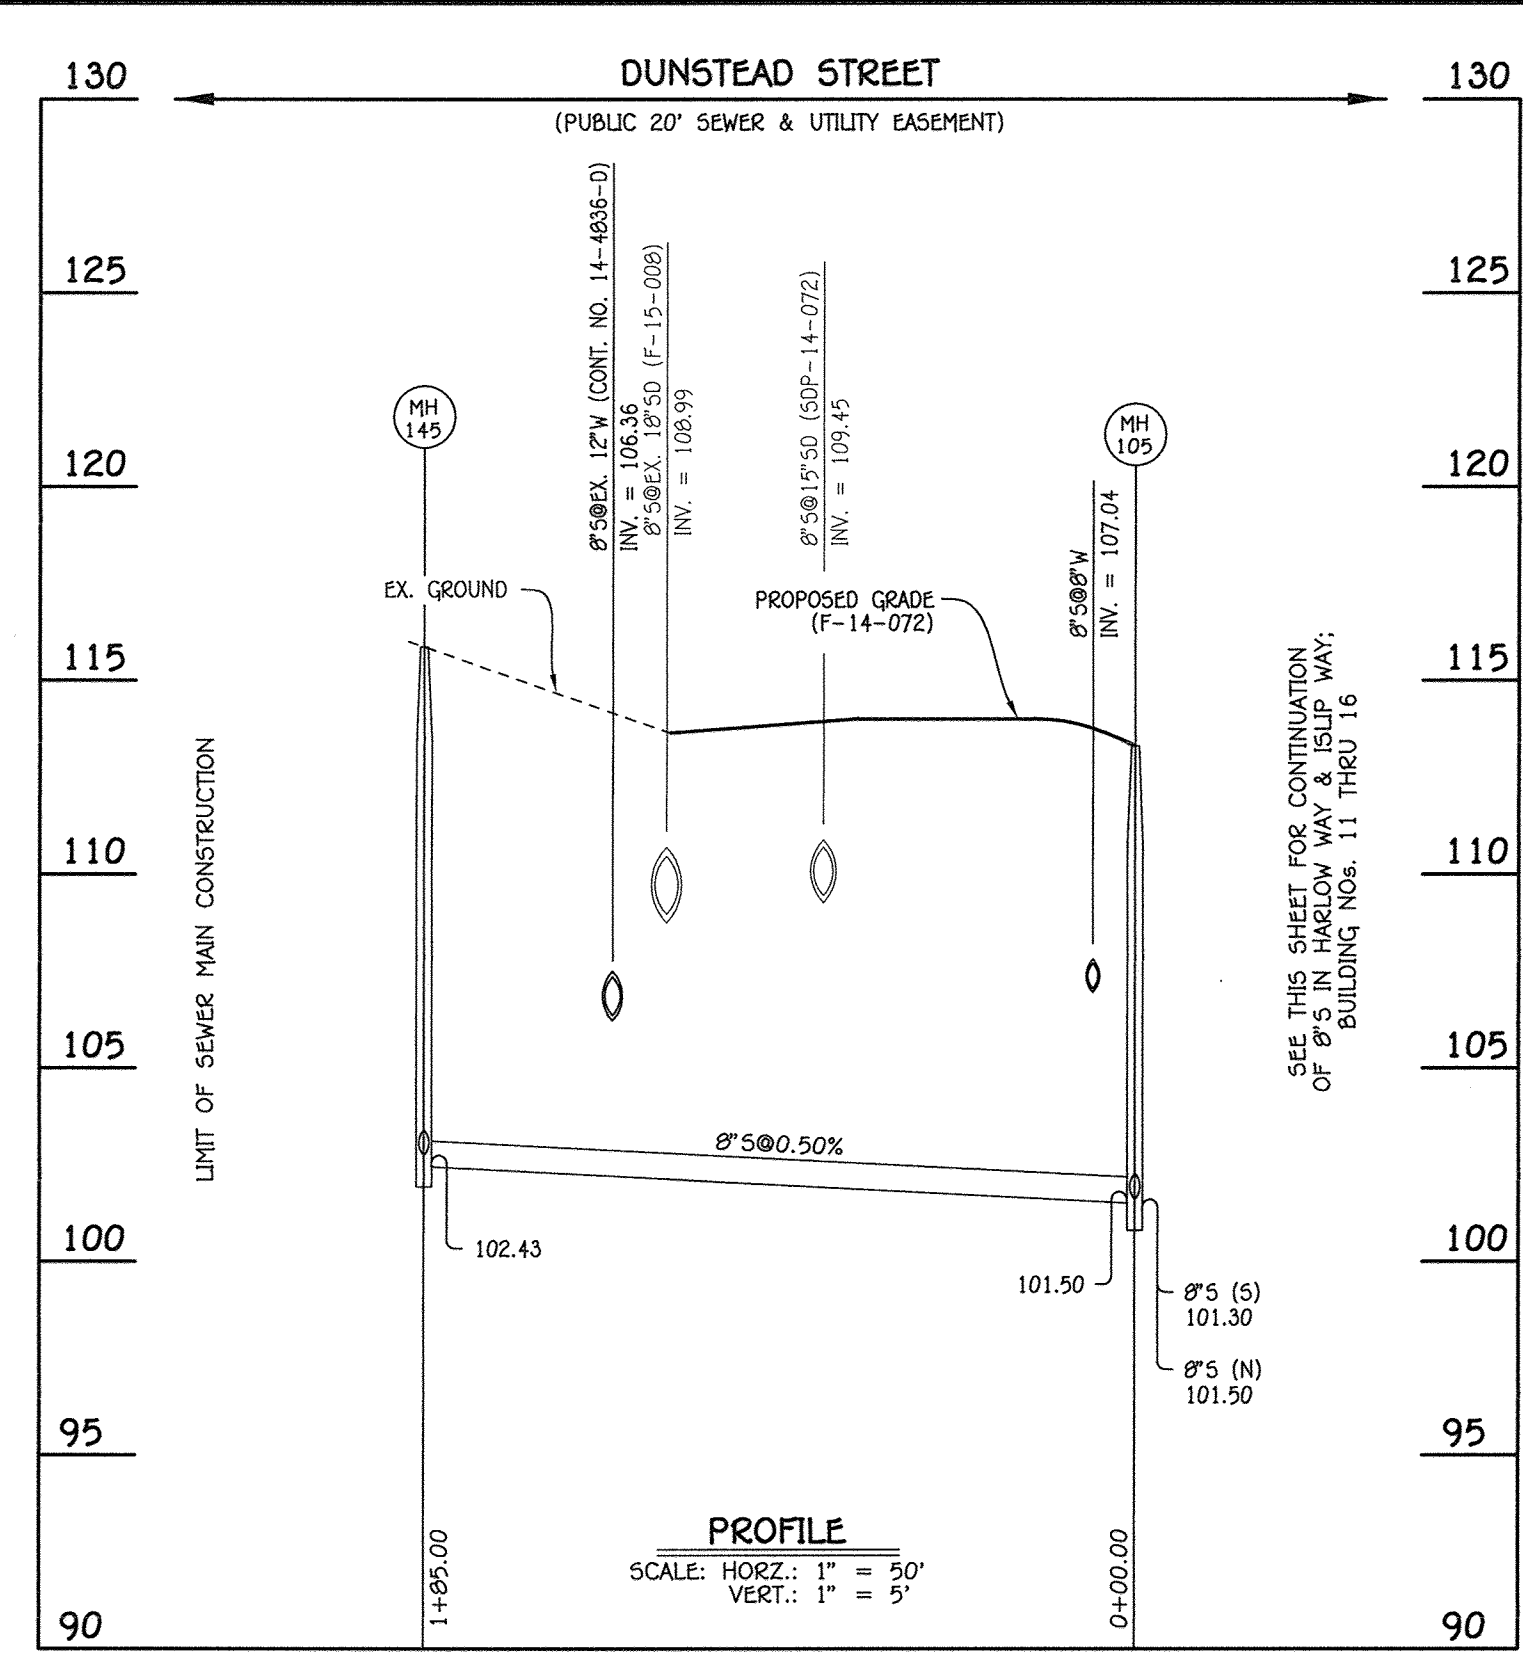 DUNSTEAD STREET
(PUBLIC 20' SEWER & UTILITY EASEMENT)
130
125
120
115
110
105
100
95
90
130
125
120
115
110
105
100
95
90
MH
145
8"S@EX. 12"W (CONT. NO. 14-4836-D)
INV. = 106.36
8"S@EX. 18"SD (F-15-008)
INV. = 108.99
8"S@15"SD (SDP-14-072)
INV. = 109.45
MH
105
8"S@8"W
INV. = 107.04
EX. GROUND
PROPOSED GRADE
(F-14-072)
LIMIT OF SEWER MAIN CONSTRUCTION
SEE THIS SHEET FOR CONTINUATION
OF 8"S IN HARLOW WAY & ISLIP WAY;
BUILDING NOs. 11 THRU 16
8"S@0.50%
102.43
101.50
8"S (S)
101.30
8"S (N)
101.50
1+85.00
0+00.00
PROFILE
SCALE: HORZ.: 1" = 50'
VERT.: 1" = 5'